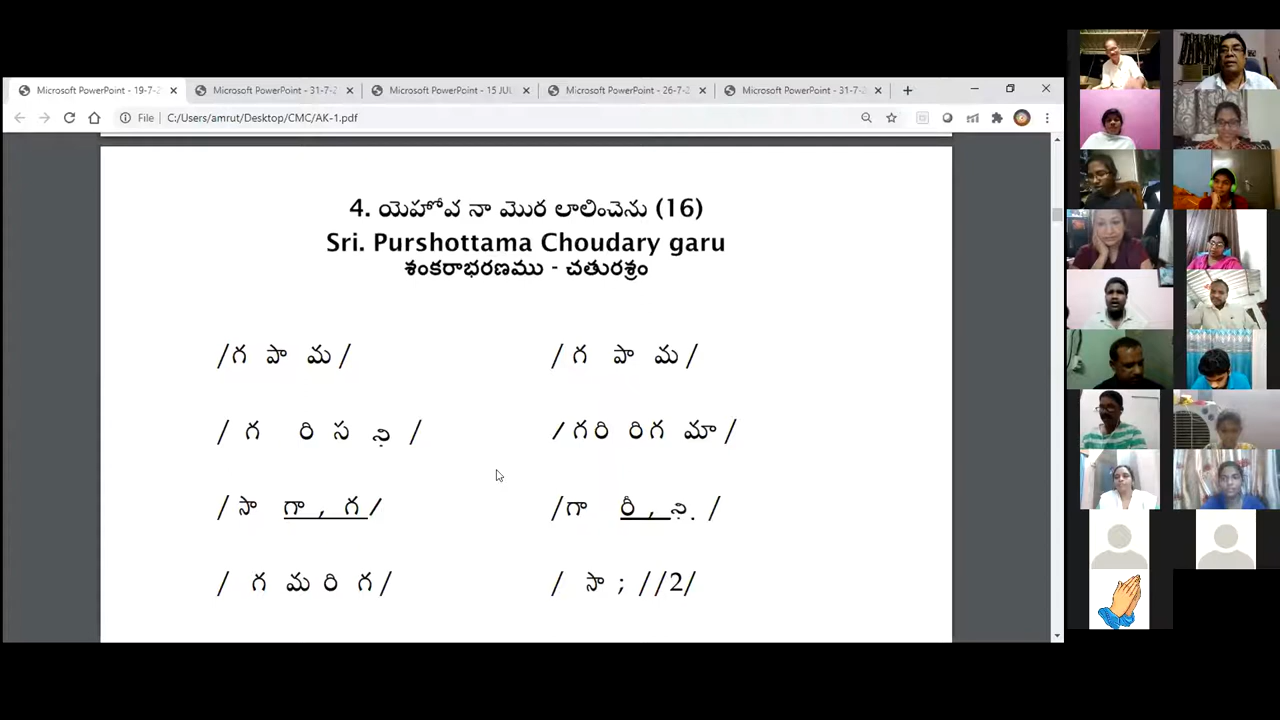 Microsoft PowerPoint - 19-7-2 Microsoft PowerPoint - 31-7-2 Microsoft PowerPoint - 15 JUL Microsoft PowerPoint - 26-7-2 Microsoft PowerPoint - 31-7-2
File | C:/Users/amrut/Desktop/CMC/AK-1.pdf
4. యెహోవ నా మొర లాలించెను (16)
Sri. Purshottama Choudary garu
శంకరాభరణము - చతురశ్రం
/గ పా మ/ / గ పా మ/
/ గ రి స ని / / గరి రిగ మా /
/ సా గా , గ/ /గా రీ , ని. /
/ గ మ రి గ/ / సా ; //2/